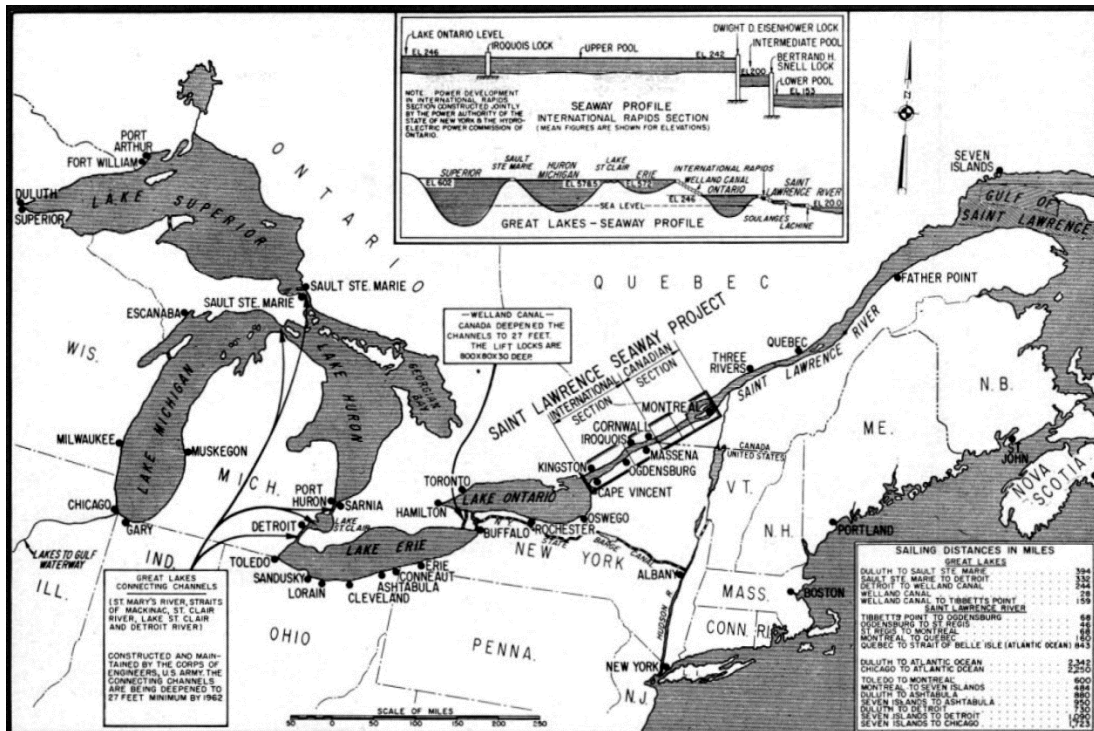 LAKE ONTARIO LEVEL
EL 246
IROQUOIS LOCK
UPPER POOL
EL 242
DWIGHT D. EISENHOWER LOCK
INTERMEDIATE POOL
EL 200
BERTRAND H.
SNELL LOCK
LOWER POOL
EL 153
NOTE: POWER DEVELOPMENT
IN INTERNATIONAL RAPIDS
SECTION CONSTRUCTED JOINTLY
BY THE POWER AUTHORITY OF THE
STATE OF NEW YORK & THE HYDRO-
ELECTRIC POWER COMMISSION OF
ONTARIO.
SEAWAY PROFILE
INTERNATIONAL RAPIDS SECTION
(MEAN FIGURES ARE SHOWN FOR ELEVATIONS)
SUPERIOR
EL 602
SAULT
STE MARIE
HURON
MICHIGAN
EL 578.5
LAKE
ST CLAIR
ERIE
EL 572
INTERNATIONAL RAPIDS
WELLAND CANAL
ONTARIO
EL 246
SAINT
LAWRENCE RIVER
EL 20.0
SEA LEVEL
SOULANGES
LACHINE
GREAT LAKES – SEAWAY PROFILE
N
PORT
ARTHUR
FORT WILLIAM
DULUTH
SUPERIOR
LAKE SUPERIOR
ONTARIO
SAULT STE. MARIE
SAULT STE. MARIE
ESCANABA
WIS.
LAKE MICHIGAN
LAKE HURON
GEORGIAN
BAY
MILWAUKEE
MUSKEGON
MICH.
CHICAGO
GARY
PORT
HURON
SARNIA
DETROIT
LAKE
ST CLAIR
LAKES TO GULF
WATERWAY
ILL.
IND.
TOLEDO
SANDUSKY
LORAIN
CLEVELAND
ASHTABULA
CONNEAUT
ERIE
LAKE ERIE
OHIO
PENNA.
—WELLAND CANAL—
CANADA DEEPENED THE
CHANNELS TO 27 FEET.
THE LIFT LOCKS ARE
800X80X30 DEEP.
SAINT LAWRENCE SEAWAY PROJECT
INTERNATIONAL
SECTION
CANADIAN
SECTION
QUEBEC
SEVEN
ISLANDS
GULF OF
SAINT LAWRENCE
FATHER POINT
QUEBEC
THREE
RIVERS
SAINT LAWRENCE RIVER
MONTREAL
CORNWALL
IROQUOIS
MASSENA
OGDENSBURG
KINGSTON
CAPE VINCENT
CANADA
UNITED STATES
TORONTO
HAMILTON
LAKE ONTARIO
OSWEGO
ROCHESTER
BUFFALO
N.Y.
STATE
BARGE CANAL
NEW YORK
ALBANY
HUDSON R.
NEW YORK
N.J.
VT.
N.H.
MASS.
CONN.
R.I.
BOSTON
PORTLAND
ME.
N.B.
JOHN
NOVA
SCOTIA
GREAT LAKES
CONNECTING CHANNELS
(ST. MARY'S RIVER, STRAITS
OF MACKINAC, ST. CLAIR
RIVER, LAKE ST. CLAIR
AND DETROIT RIVER)
CONSTRUCTED AND MAIN-
TAINED BY THE CORPS OF
ENGINEERS, U.S. ARMY. THE
CONNECTING CHANNELS
ARE BEING DEEPENED TO
27 FEET MINIMUM BY 1962
SCALE OF MILES
50 0 50 100 150 200 250
SAILING DISTANCES IN MILES
GREAT LAKES
DULUTH TO SAULT STE. MARIE 394
SAULT STE. MARIE TO DETROIT 332
DETROIT TO WELLAND CANAL 244
WELLAND CANAL 28
WELLAND CANAL TO TIBBETTS POINT 159
SAINT LAWRENCE RIVER
TIBBETTS POINT TO OGDENSBURG 68
OGDENSBURG TO ST REGIS 46
ST REGIS TO MONTREAL 68
MONTREAL TO QUEBEC 160
QUEBEC TO STRAIT OF BELLE ISLE (ATLANTIC OCEAN) 843
DULUTH TO ATLANTIC OCEAN 2,342
CHICAGO TO ATLANTIC OCEAN 2,250
TOLEDO TO MONTREAL 600
MONTREAL TO SEVEN ISLANDS 484
DULUTH TO ASHTABULA 880
SEVEN ISLANDS TO ASHTABULA 950
DULUTH TO DETROIT 730
SEVEN ISLANDS TO DETROIT 1,090
SEVEN ISLANDS TO CHICAGO 1,723